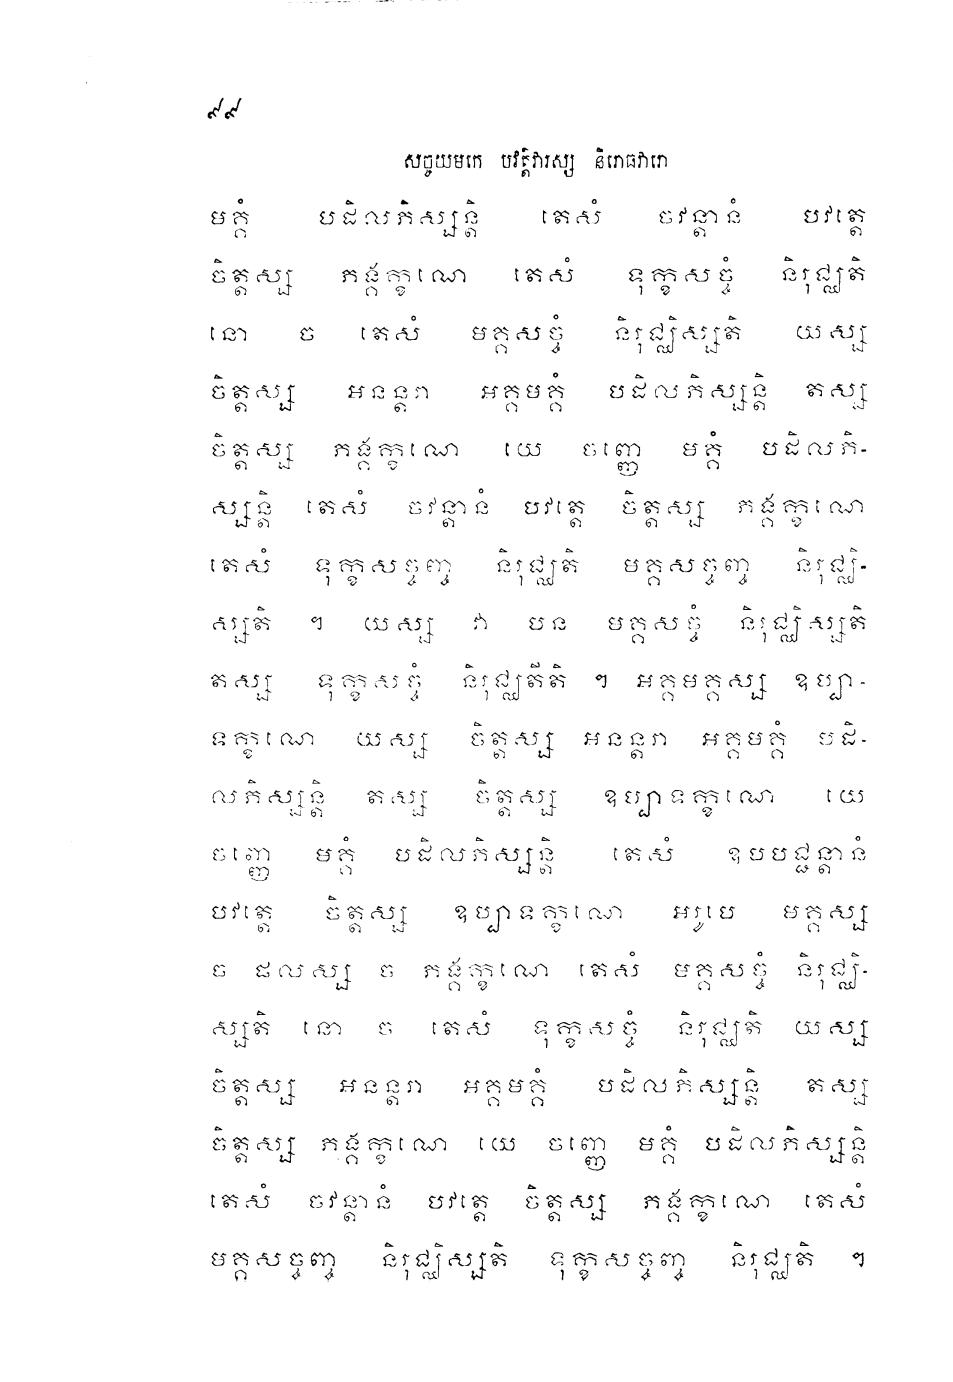 ៩៩
សច្ចយមកេ បវត្តិវារស្ស និរោធវារោ
មគ្គំ បដិលភិស្សន្តិ តេសំ ចវន្តានំ បវត្តេ
ចិត្តស្ស ភង្គក្ខណេ តេសំ ទុក្ខសច្ចំ និរុជ្ឈតិ
នោ ច តេសំ មគ្គសច្ចំ និរុជ្ឈិស្សតិ យស្ស
ចិត្តស្ស អនន្តរា អគ្គមគ្គំ បដិលភិស្សន្តិ តស្ស
ចិត្តស្ស ភង្គក្ខណេ យេ ចញ្ញេ មគ្គំ បដិលភិ-
ស្សន្តិ តេសំ ចវន្តានំ បវត្តេ ចិត្តស្ស ភង្គក្ខណេ
តេសំ ទុក្ខសច្ចញ្ច និរុជ្ឈតិ មគ្គសច្ចញ្ច និរុជ្ឈិ-
ស្សតិ ។ យស្ស វា បន មគ្គសច្ចំ និរុជ្ឈិស្សតិ
តស្ស ទុក្ខសច្ចំ និរុជ្ឈតីតិ ។ អគ្គមគ្គស្ស ឧប្បា-
ទក្ខណេ យស្ស ចិត្តស្ស អនន្តរា អគ្គមគ្គំ បដិ-
លភិស្សន្តិ តស្ស ចិត្តស្ស ឧប្បាទក្ខណេ យេ
ចញ្ញេ មគ្គំ បដិលភិស្សន្តិ តេសំ ឧបបជ្ជន្តានំ
បវត្តេ ចិត្តស្ស ឧប្បាទក្ខណេ អរូបេ មគ្គស្ស
ច ផលស្ស ច ភង្គក្ខណេ តេសំ មគ្គសច្ចំ និរុជ្ឈិ-
ស្សតិ នោ ច តេសំ ទុក្ខសច្ចំ និរុជ្ឈតិ យស្ស
ចិត្តស្ស អនន្តរា អគ្គមគ្គំ បដិលភិស្សន្តិ តស្ស
ចិត្តស្ស ភង្គក្ខណេ យេ ចញ្ញេ មគ្គំ បដិលភិស្សន្តិ
តេសំ ចវន្តានំ បវត្តេ ចិត្តស្ស ភង្គក្ខណេ តេសំ
មគ្គសច្ចញ្ច និរុជ្ឈិស្សតិ ទុក្ខសច្ចញ្ច និរុជ្ឈតិ ។